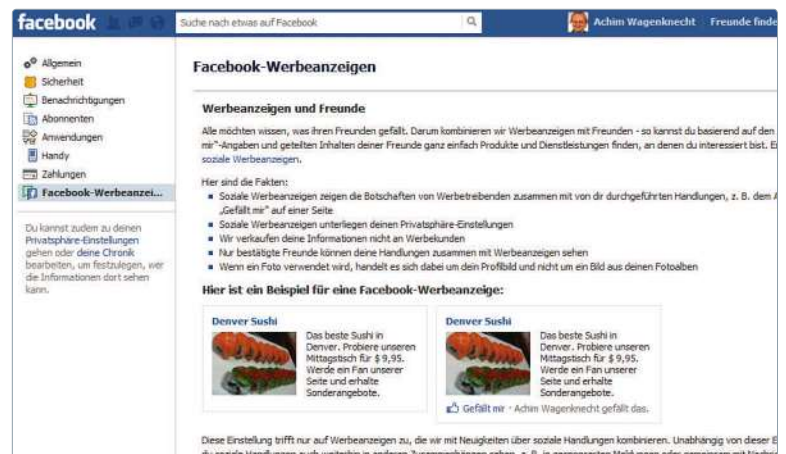 facebook
Suche nach etwas auf Facebook
Achim Wagenknecht Freunde finde
Allgemein
Sicherheit
Benachrichtigungen
Abonnenten
Anwendungen
Handy
Zahlungen
Facebook-Werbeanzei...
Du kannst zudem zu deinen
Privatsphäre-Einstellungen
gehen oder deine Chronik
bearbeiten, um festzulegen, wer
die Informationen dort sehen
kann.
Facebook-Werbeanzeigen
Werbeanzeigen und Freunde
Alle möchten wissen, was ihren Freunden gefällt. Darum kombinieren wir Werbeanzeigen mit Freunden - so kannst du basierend auf den
mir"-Angaben und geteilten Inhalten deiner Freunde ganz einfach Produkte und Dienstleistungen finden, an denen du interessiert bist. E
soziale Werbeanzeigen.
Hier sind die Fakten:
Soziale Werbeanzeigen zeigen die Botschaften von Werbetreibenden zusammen mit von dir durchgeführten Handlungen, z. B. dem A
„Gefällt mir" auf einer Seite
Soziale Werbeanzeigen unterliegen deinen Privatsphäre-Einstellungen
Wir verkaufen deine Informationen nicht an Werbekunden
Nur bestätigte Freunde können deine Handlungen zusammen mit Werbeanzeigen sehen
Wenn ein Foto verwendet wird, handelt es sich dabei um dein Profilbild und nicht um ein Bild aus deinen Fotoalben
Hier ist ein Beispiel für eine Facebook-Werbeanzeige:
Denver Sushi
Das beste Sushi in
Denver. Probiere unseren
Mittagstisch für $ 9,95.
Werde ein Fan unserer
Seite und erhalte
Sonderangebote.
Denver Sushi
Das beste Sushi in
Denver. Probiere unseren
Mittagstisch für $ 9,95.
Werde ein Fan unserer
Seite und erhalte
Sonderangebote.
Gefällt mir · Achim Wagenknecht gefällt das.
Diese Einstellung trifft nur auf Werbeanzeigen zu, die wir mit Neuigkeiten über soziale Handlungen kombinieren. Unabhängig von dieser E